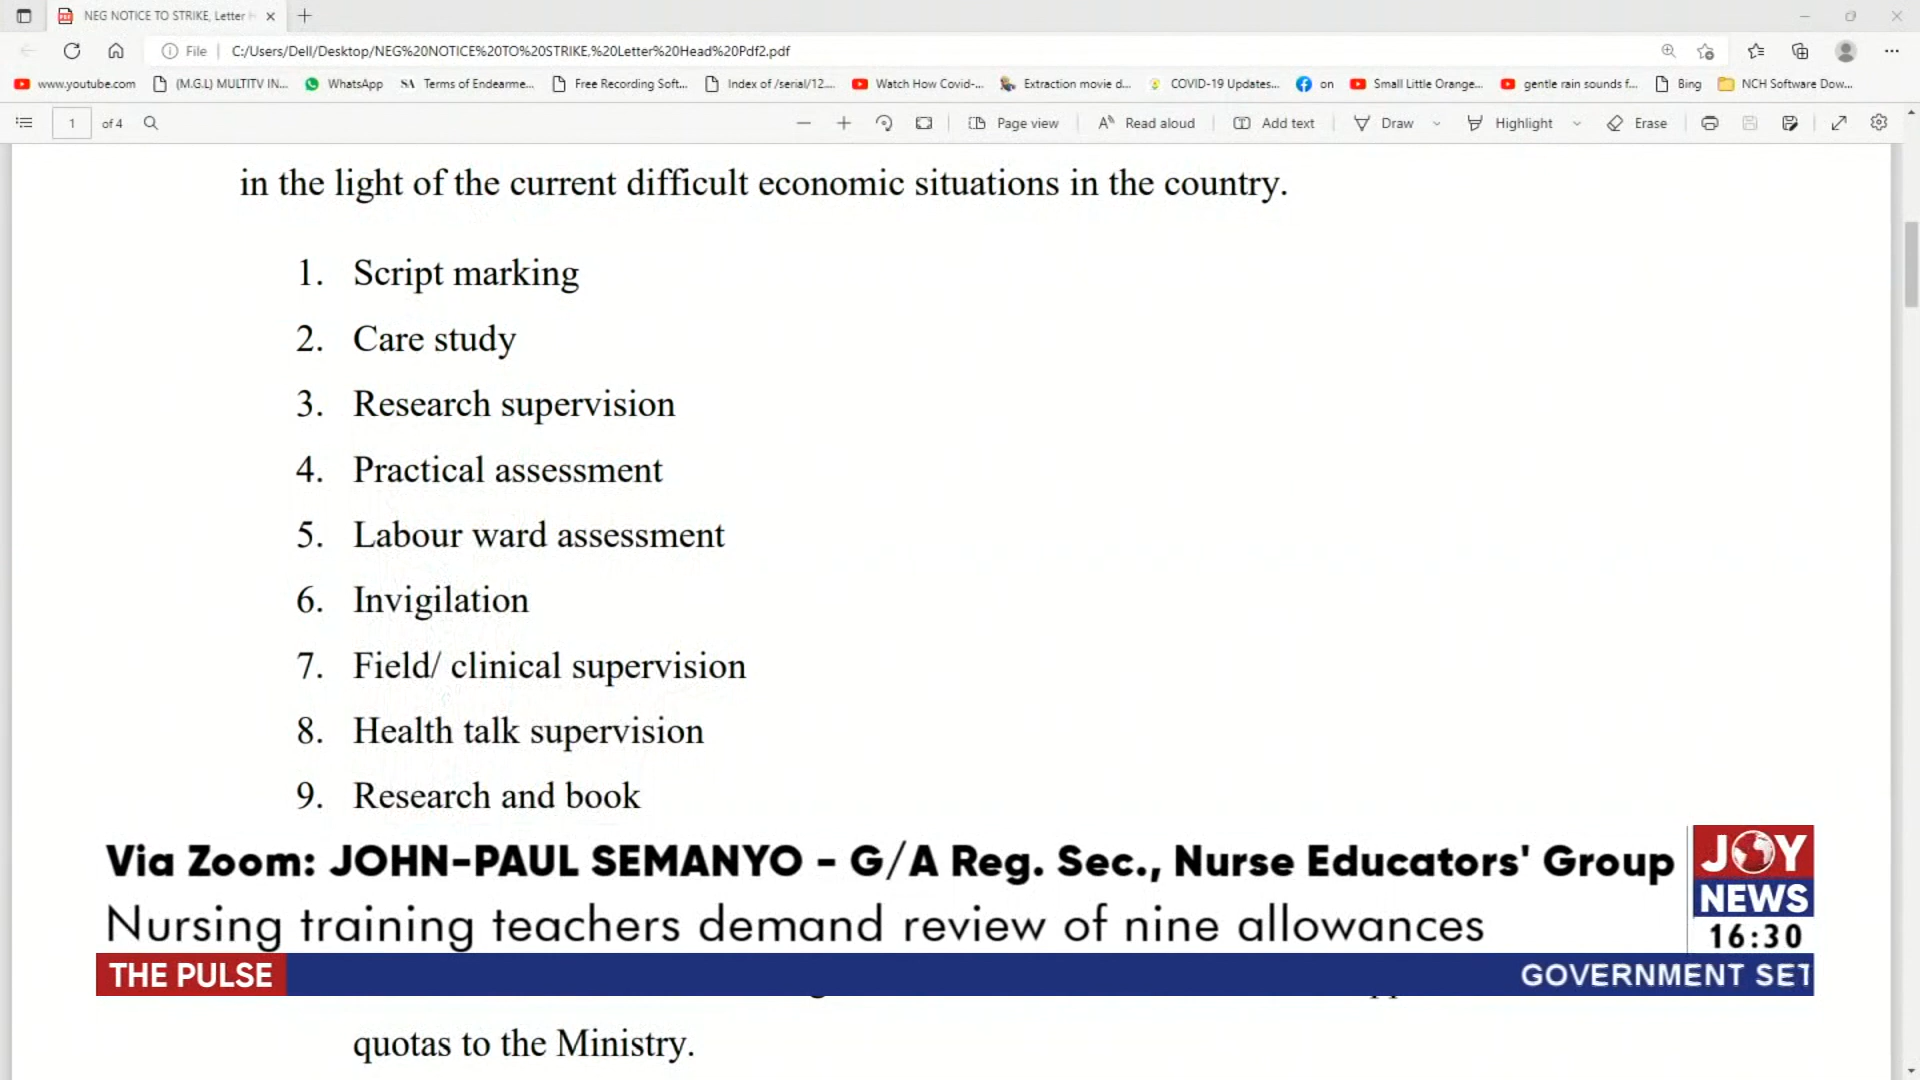 NEG NOTICE TO STRIKE, Letter H
File C:/Users/Dell/Desktop/NEG%20NOTICE%20TO%20STRIKE,%20Letter%20Head%20Pdf2.pdf
www.youtube.com (M.G.L) MULTITV IN... WhatsApp SA Terms of Endearme... Free Recording Soft... Index of /serial/12.... Watch How Covid-... Extraction movie d... COVID-19 Updates... on Small Little Orange... gentle rain sounds f... Bing NCH Software Dow...
1 of 4 Page view Read aloud Add text Draw Highlight Erase
in the light of the current difficult economic situations in the country.
1. Script marking
2. Care study
3. Research supervision
4. Practical assessment
5. Labour ward assessment
6. Invigilation
7. Field/ clinical supervision
8. Health talk supervision
9. Research and book
Via Zoom: JOHN-PAUL SEMANYO - G/A Reg. Sec., Nurse Educators' Group
Nursing training teachers demand review of nine allowances
JOY
NEWS
16:30
THE PULSE GOVERNMENT SET
quotas to the Ministry.